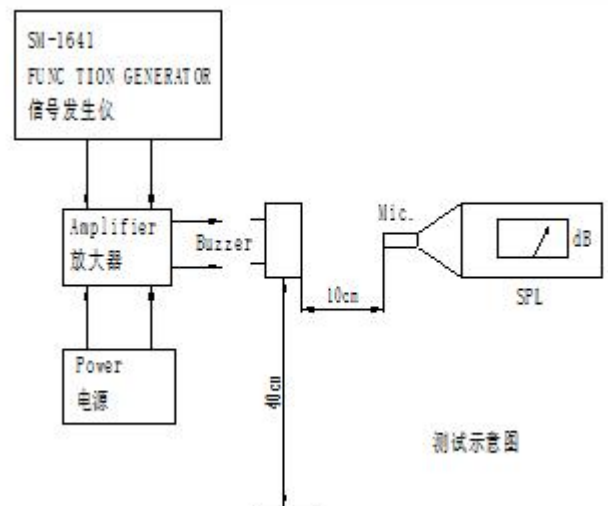 SM-1641
FUNC TION GENERATOR
信号发生仪
Amplifier
放大器
Buzzer
Mic.
dB
SPL
10cm
Power
电源
40cm
测试示意图